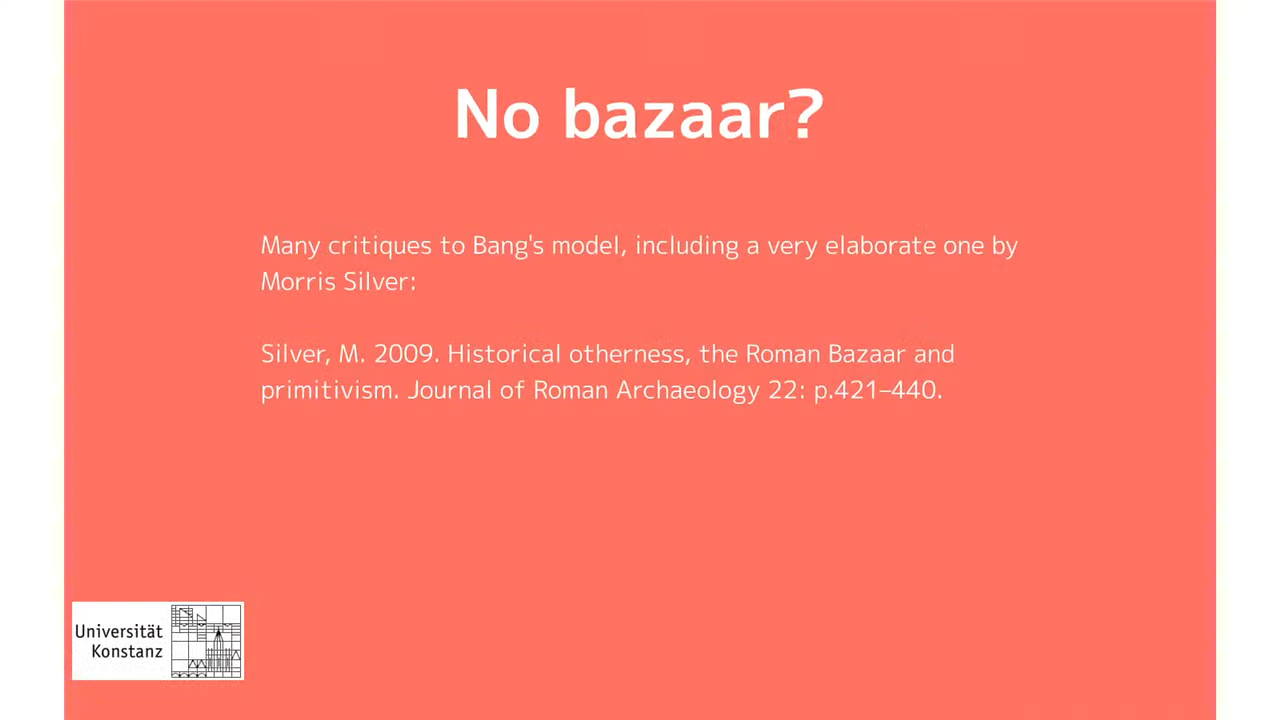 No bazaar?
Many critiques to Bang's model, including a very elaborate one by
Morris Silver:
Silver, M. 2009. Historical otherness, the Roman Bazaar and
primitivism. Journal of Roman Archaeology 22: p.421–440.
Universität
Konstanz